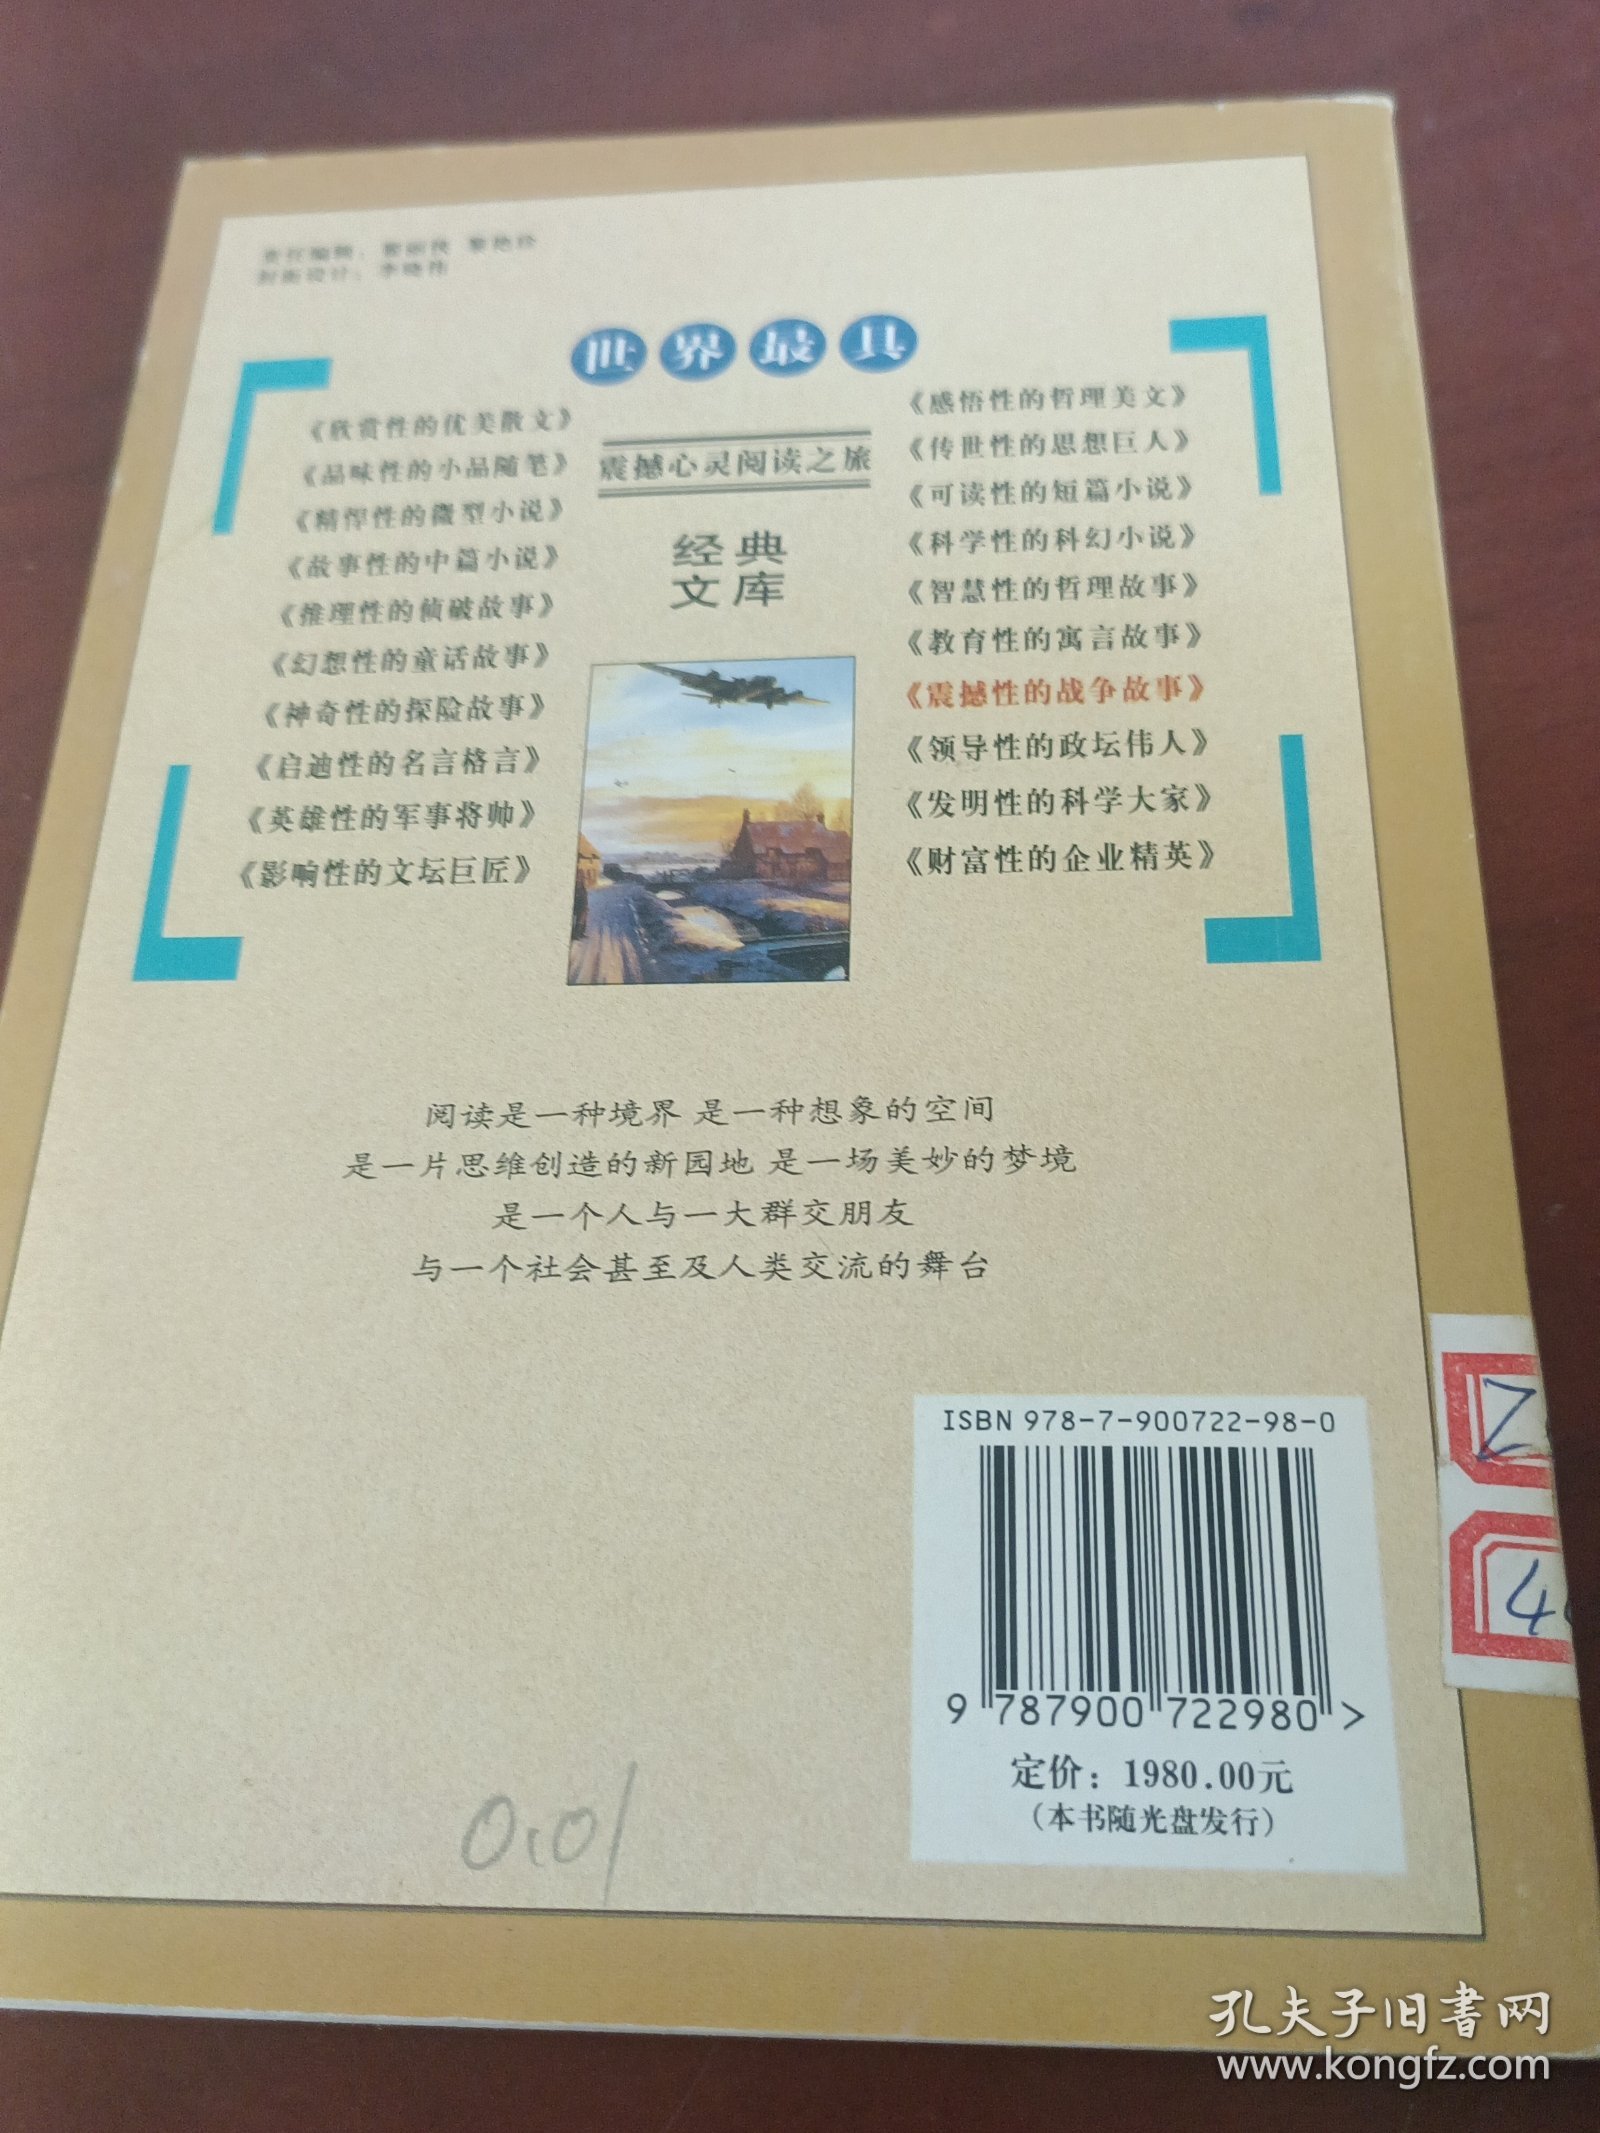 责任编辑：
封面设计：李晓伟
世界最具
《欣赏性的优美散文》
《品味性的小品随笔》
《精悍性的微型小说》
《故事性的中篇小说》
《推理性的侦破故事》
《幻想性的童话故事》
《神奇性的探险故事》
《启迪性的名言格言》
《英雄性的军事将帅》
《影响性的文坛巨匠》
震撼心灵阅读之旅
经典
文库
《感悟性的哲理美文》
《传世性的思想巨人》
《可读性的短篇小说》
《科学性的科幻小说》
《智慧性的哲理故事》
《教育性的寓言故事》
《震撼性的战争故事》
《领导性的政坛伟人》
《发明性的科学大家》
《财富性的企业精英》
阅读是一种境界 是一种想象的空间
是一片思维创造的新园地 是一场美妙的梦境
是一个人与一大群交朋友
与一个社会甚至及人类交流的舞台
ISBN 978-7-900722-98-0
9 787900 722980 >
定价：1980.00元
（本书随光盘发行）
Z
4
0.01
孔夫子旧书网
www.kongfz.com